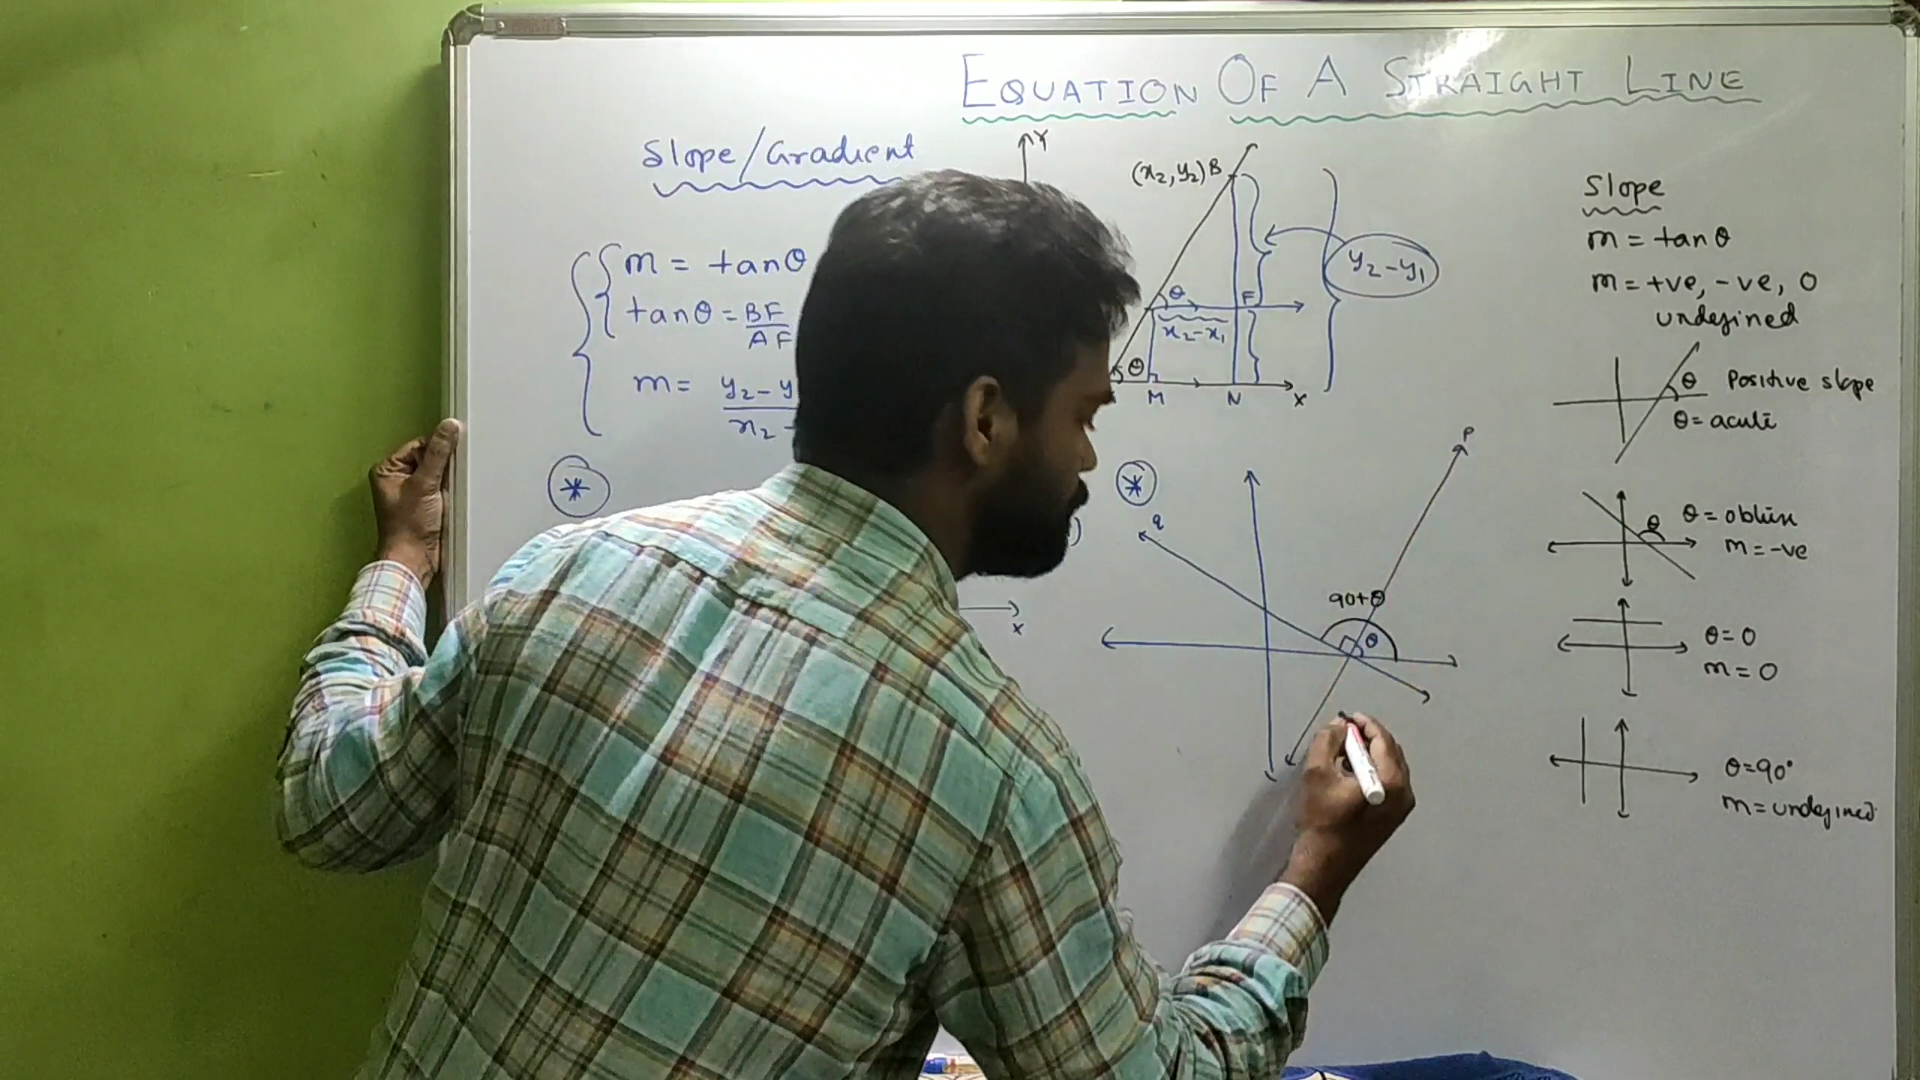 EQUATION OF A STRAIGHT LINE
Slope/Gradient
m = tanθ
tanθ = BF
AF
m = y2 - y
x2 -
*
x
Y
(x2, y2) B
θ
F
x2 - x1
θ
M
N
X
y2 - y1
*
q
P
90+θ
θ
Slope
m = tanθ
m = +ve, -ve, 0
undefined
θ
Positive slope
θ = acute
θ
θ = obtuse
m = -ve
θ = 0
m = 0
θ = 90°
m = undefined